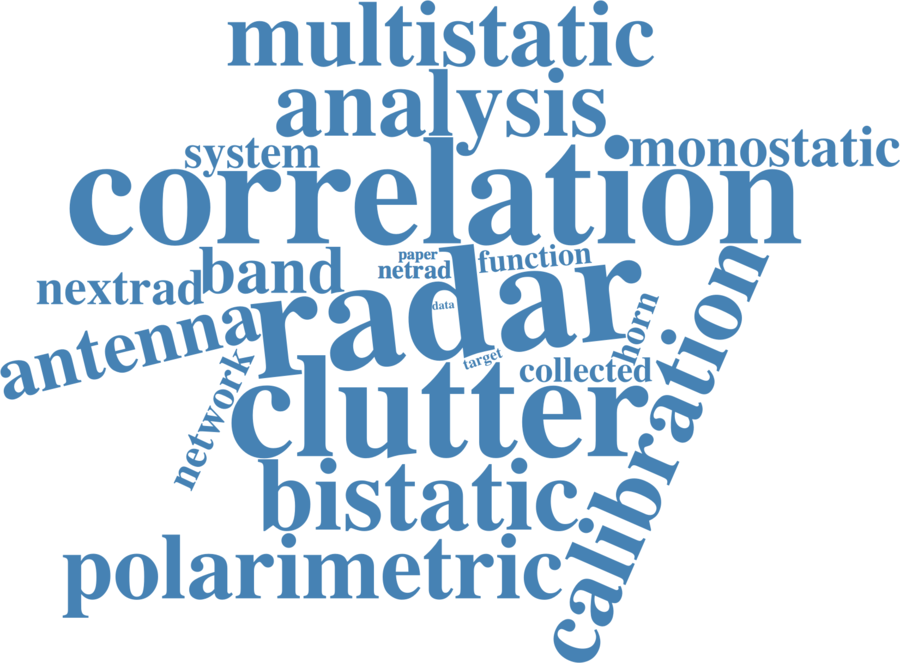 multistatic
analysis
system
monostatic
correlation
paper
function
netrad
band
nextrad
radar
data
antenna
horn
target
collected
network
clutter
calibration
bistatic
polarimetric